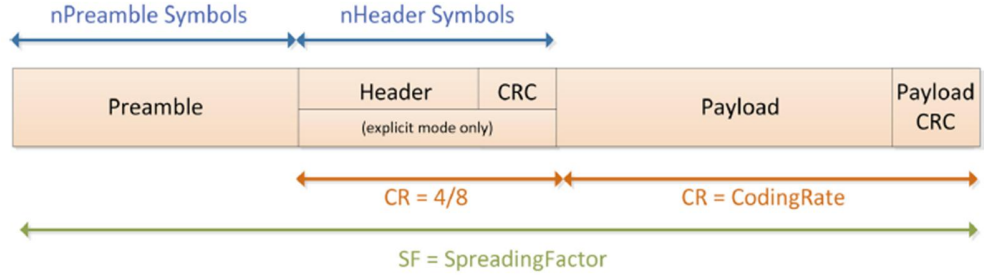 nPreamble Symbols
nHeader Symbols
Preamble
Header
CRC
(explicit mode only)
Payload
Payload
CRC
CR = 4/8
CR = CodingRate
SF = SpreadingFactor